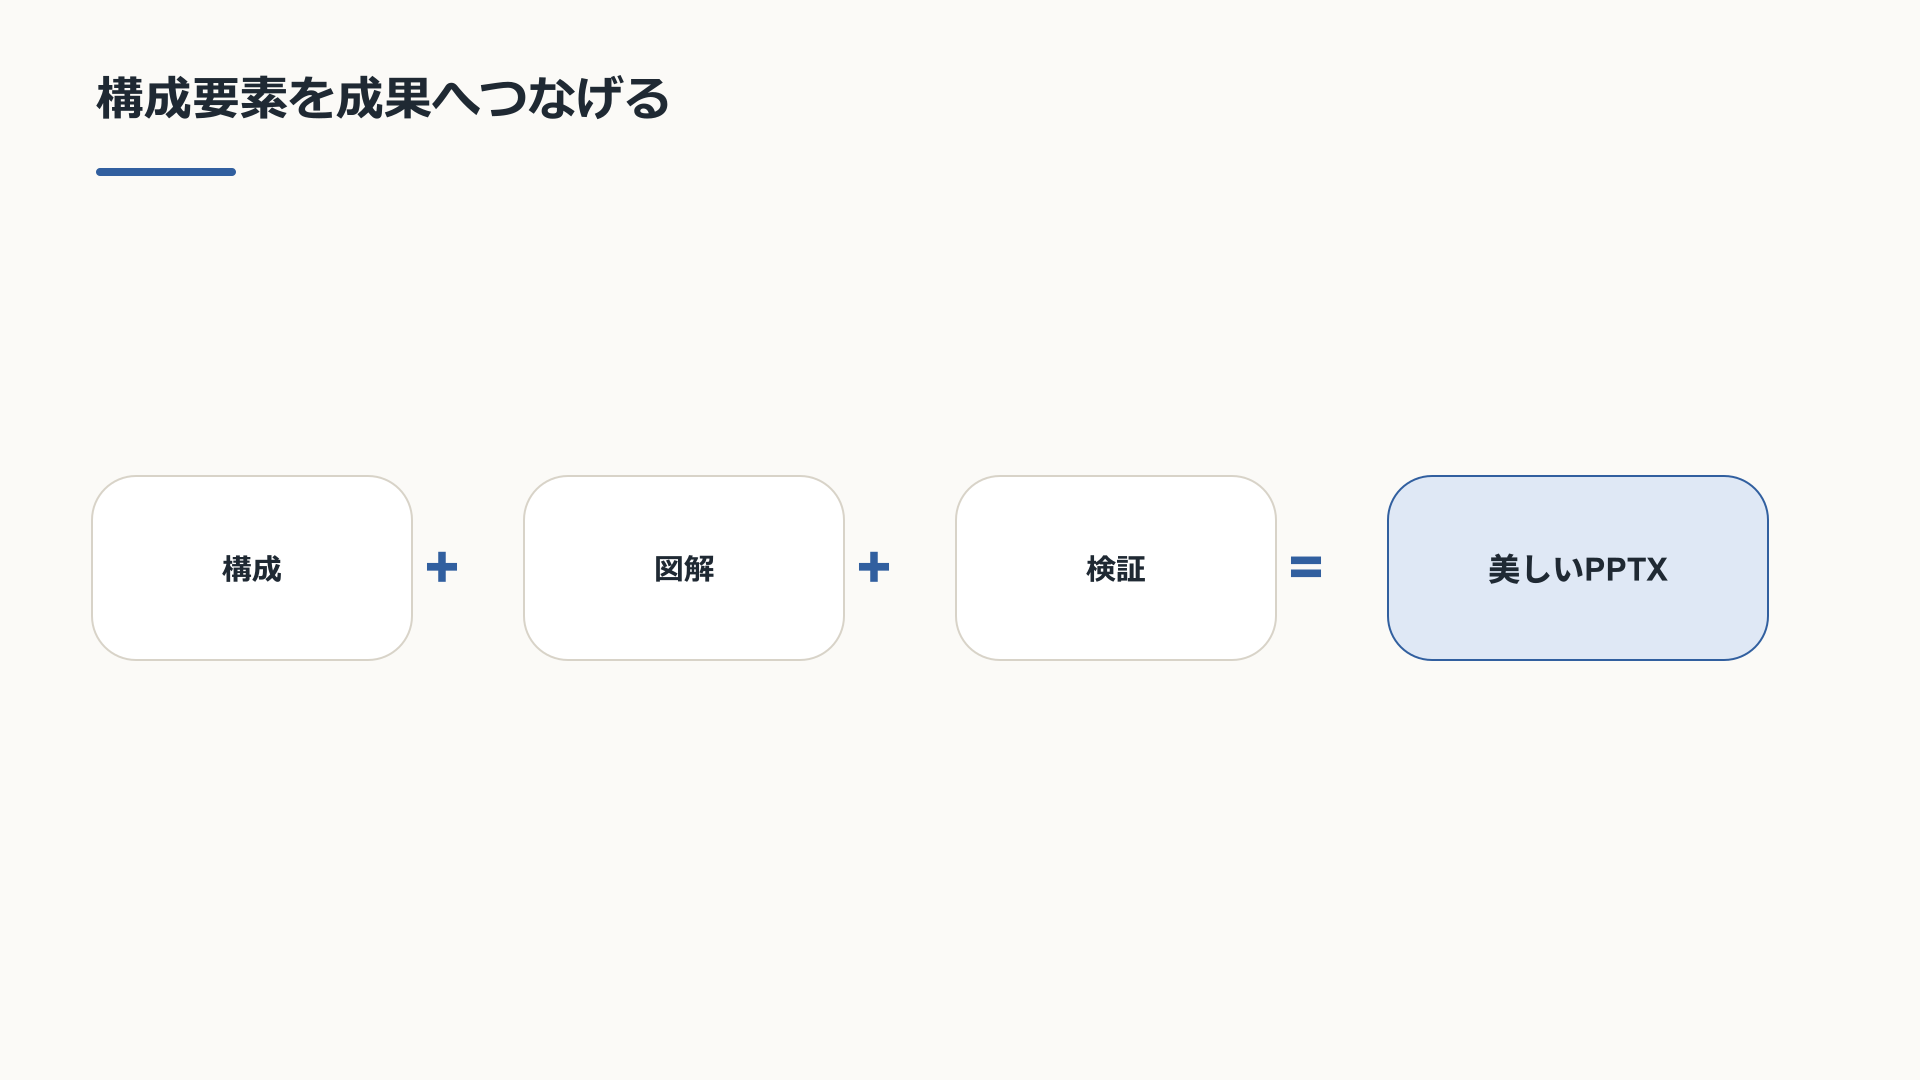 構成要素を成果へつなげる
構成 + 図解 + 検証 = 美しいPPTX